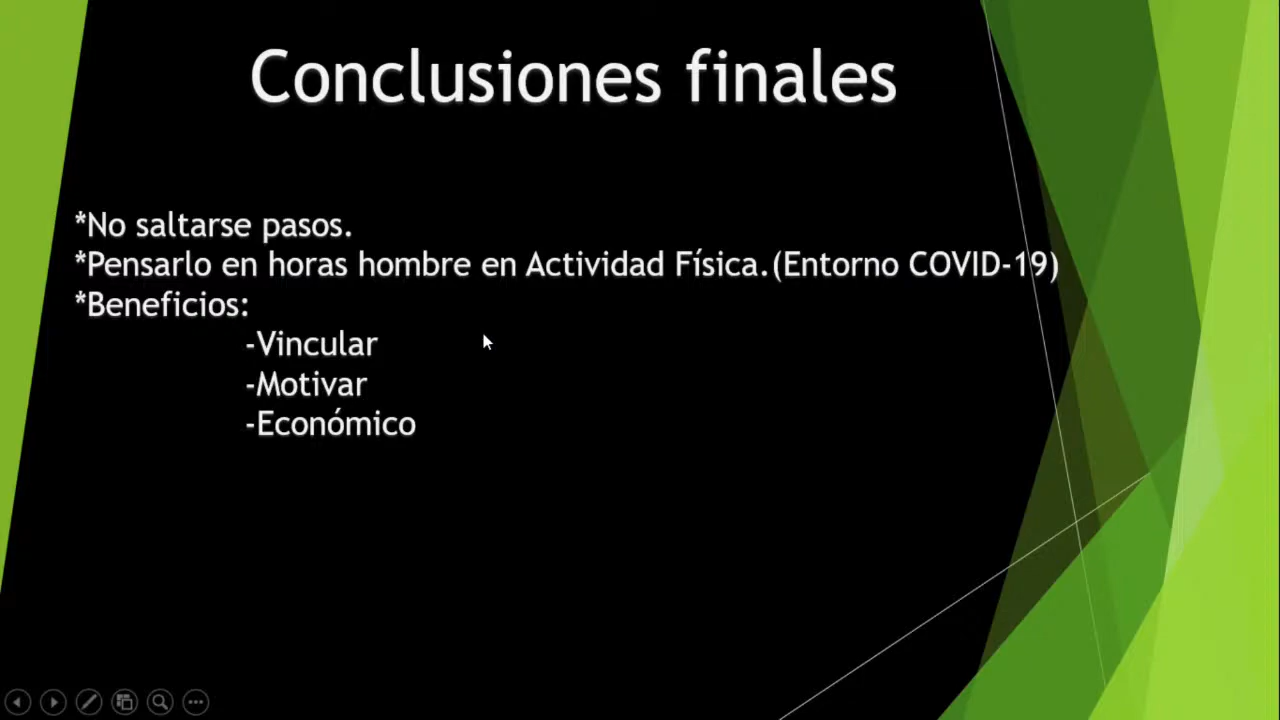 Conclusiones finales
*No saltarse pasos.
*Pensarlo en horas hombre en Actividad Física.(Entorno COVID-19)
*Beneficios:
-Vincular
-Motivar
-Económico